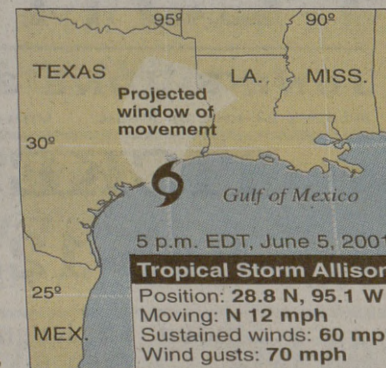 95º
90º
TEXAS
LA.
MISS.
Projected
window of
movement
30º
Gulf of Mexico
5 p.m. EDT, June 5, 2001
Tropical Storm Allison
25º
Position: 28.8 N, 95.1 W
Moving: N 12 mph
MEX.
Sustained winds: 60 mp
Wind gusts: 70 mph